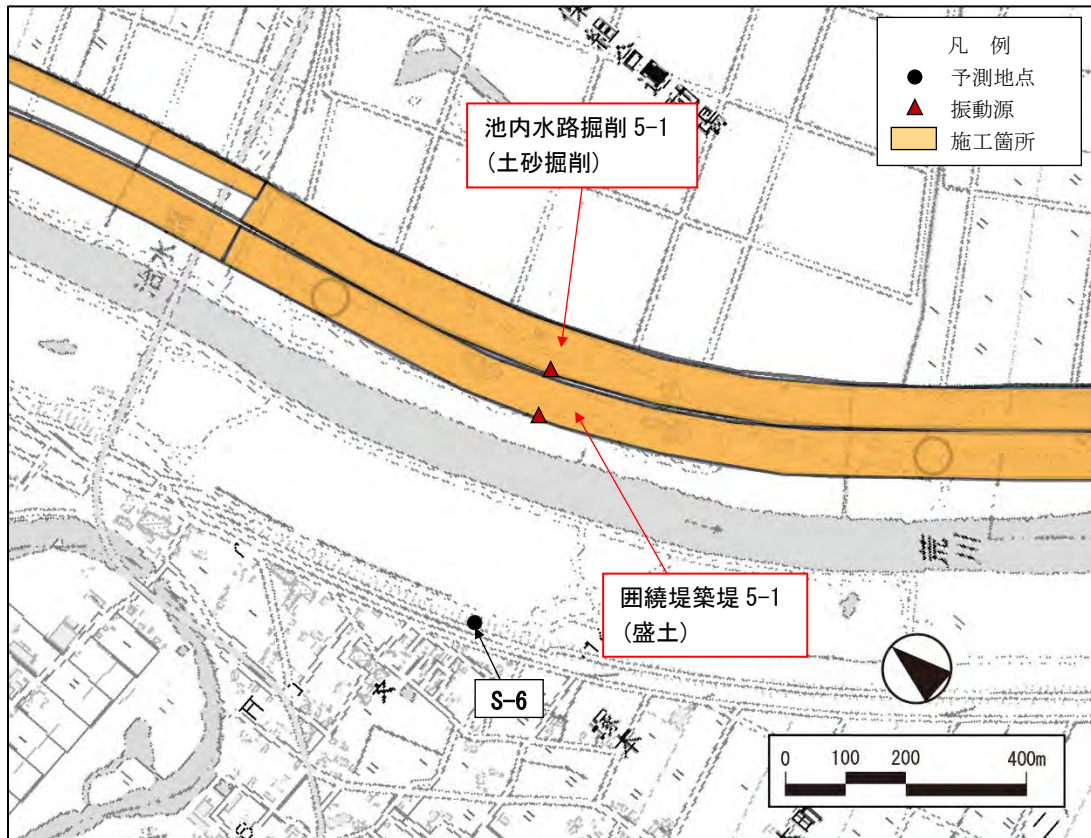 凡 例
予測地点
振動源
施工箇所
池内水路掘削 5-1
(土砂掘削)
囲繞堤築堤 5-1
(盛土)
S-6
塚本
0 100 200 400m